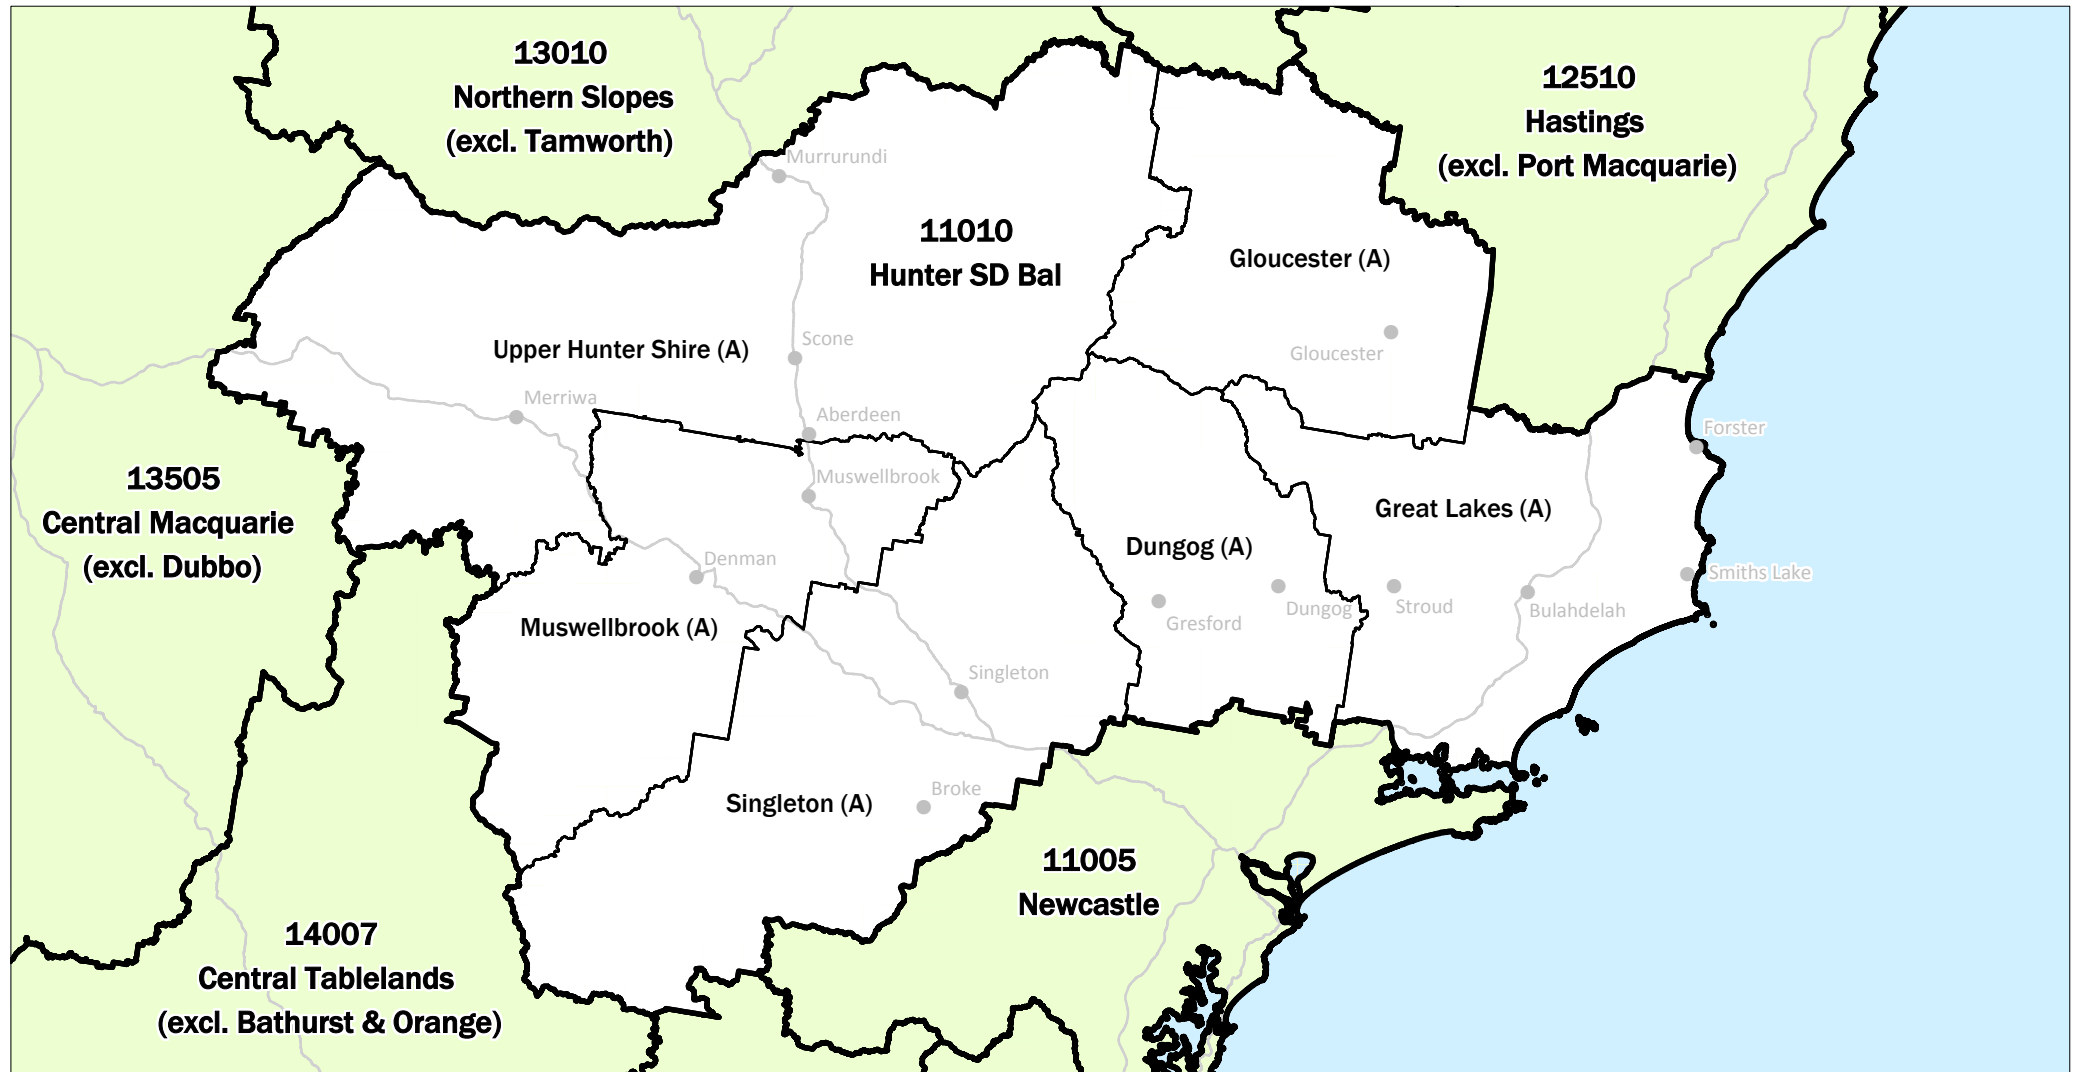 13010
Northern Slopes
(excl. Tamworth)
12510
Hastings
(excl. Port Macquarie)
Murrurundi
11010
Hunter SD Bal
Gloucester (A)
Gloucester
Upper Hunter Shire (A)
Scone
Merriwa
Aberdeen
Forster
13505
Central Macquarie
(excl. Dubbo)
Muswellbrook
Great Lakes (A)
Dungog (A)
Denman
Smiths Lake
Gresford
Dungog
Stroud
Bulahdelah
Muswellbrook (A)
Singleton
Singleton (A)
Broke
11005
Newcastle
14007
Central Tablelands
(excl. Bathurst & Orange)